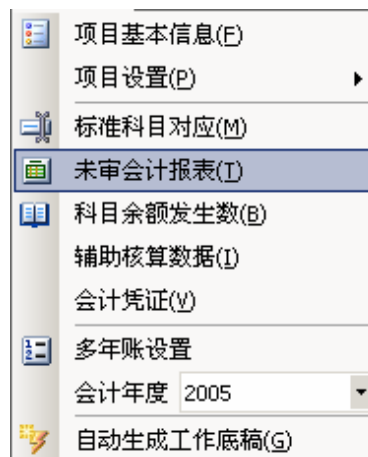 项目基本信息(F)
项目设置(P)
标准科目对应(M)
未审会计报表(T)
科目余额发生数(B)
辅助核算数据(I)
会计凭证(V)
多年账设置
会计年度 2005
自动生成工作底稿(G)